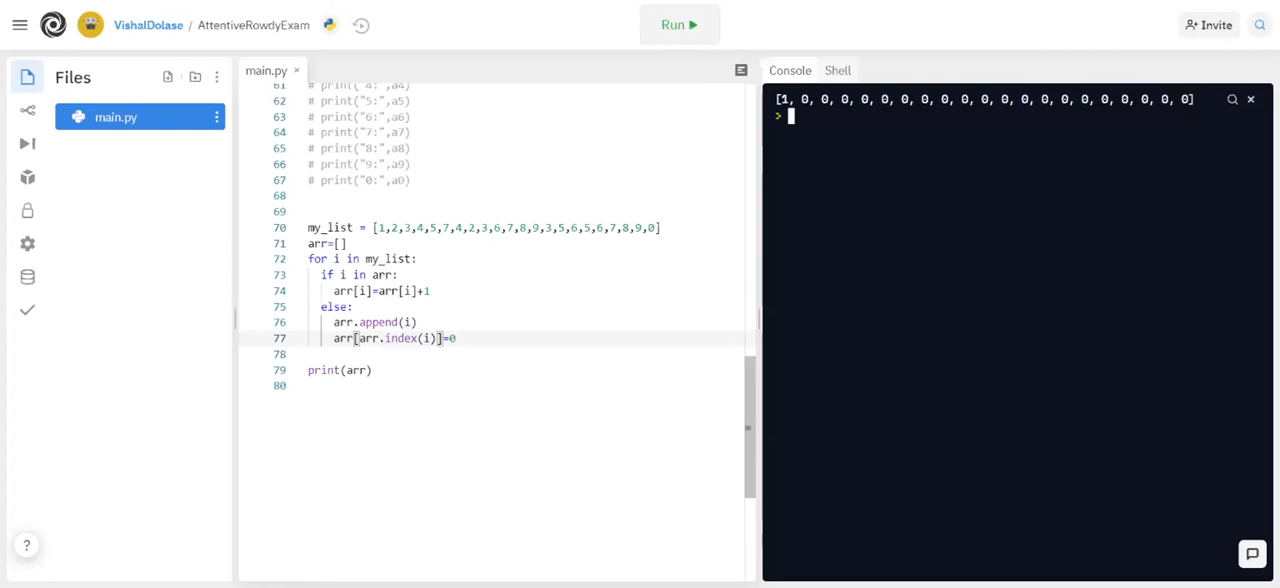 VishalDolase / AttentiveRowdyExam
Run
Invite
Files
main.py
main.py ×
61 # print("4:",a4)
62 # print("5:",a5)
63 # print("6:",a6)
64 # print("7:",a7)
65 # print("8:",a8)
66 # print("9:",a9)
67 # print("0:",a0)
68
69
70 my_list = [1,2,3,4,5,7,4,2,3,6,7,8,9,3,5,6,5,6,7,8,9,0]
71 arr=[]
72 for i in my_list:
73 if i in arr:
74 arr[i]=arr[i]+1
75 else:
76 arr.append(i)
77 arr[arr.index(i)]=0
78
79 print(arr)
80
?
Console Shell
[1, 0, 0, 0, 0, 0, 0, 0, 0, 0, 0, 0, 0, 0, 0, 0, 0, 0, 0, 0, 0]
>